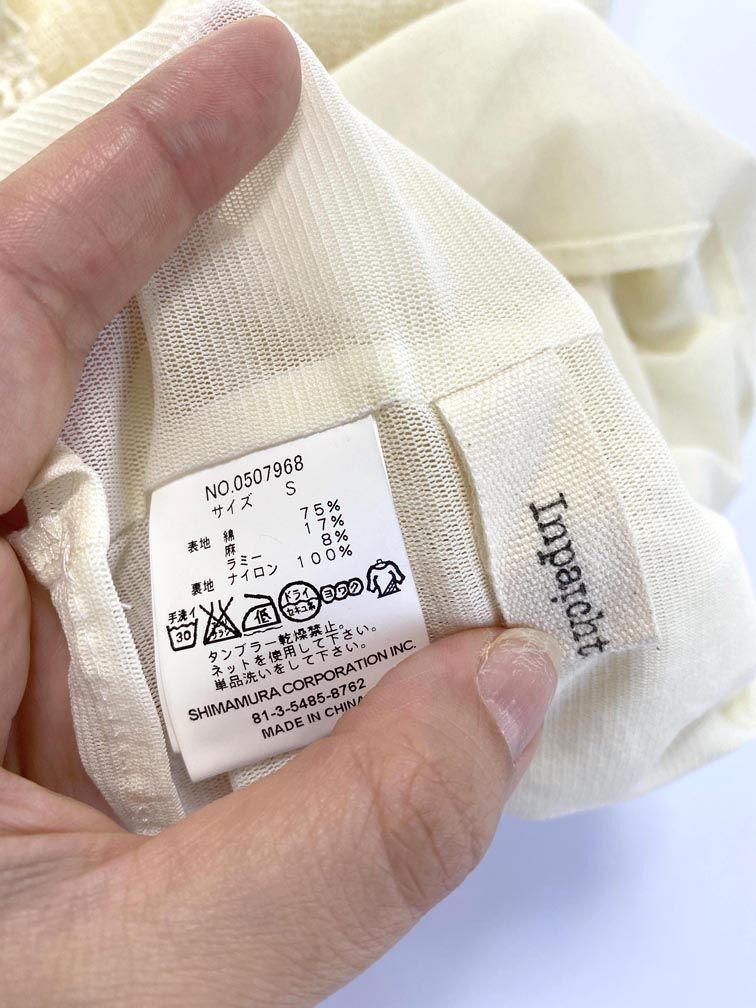 NO.0507968
サイズ S
表地 綿 75%
麻 17%
ラミー 8%
裏地 ナイロン 100%
手洗イ 30 低 ドライ セキユ系 ヨワク
タンブラー乾燥禁止。
ネットを使用して下さい。
単品洗いをして下さい。
SHIMAMURA CORPORATION INC.
81-3-5485-8762
MADE IN CHINA
Impaicht